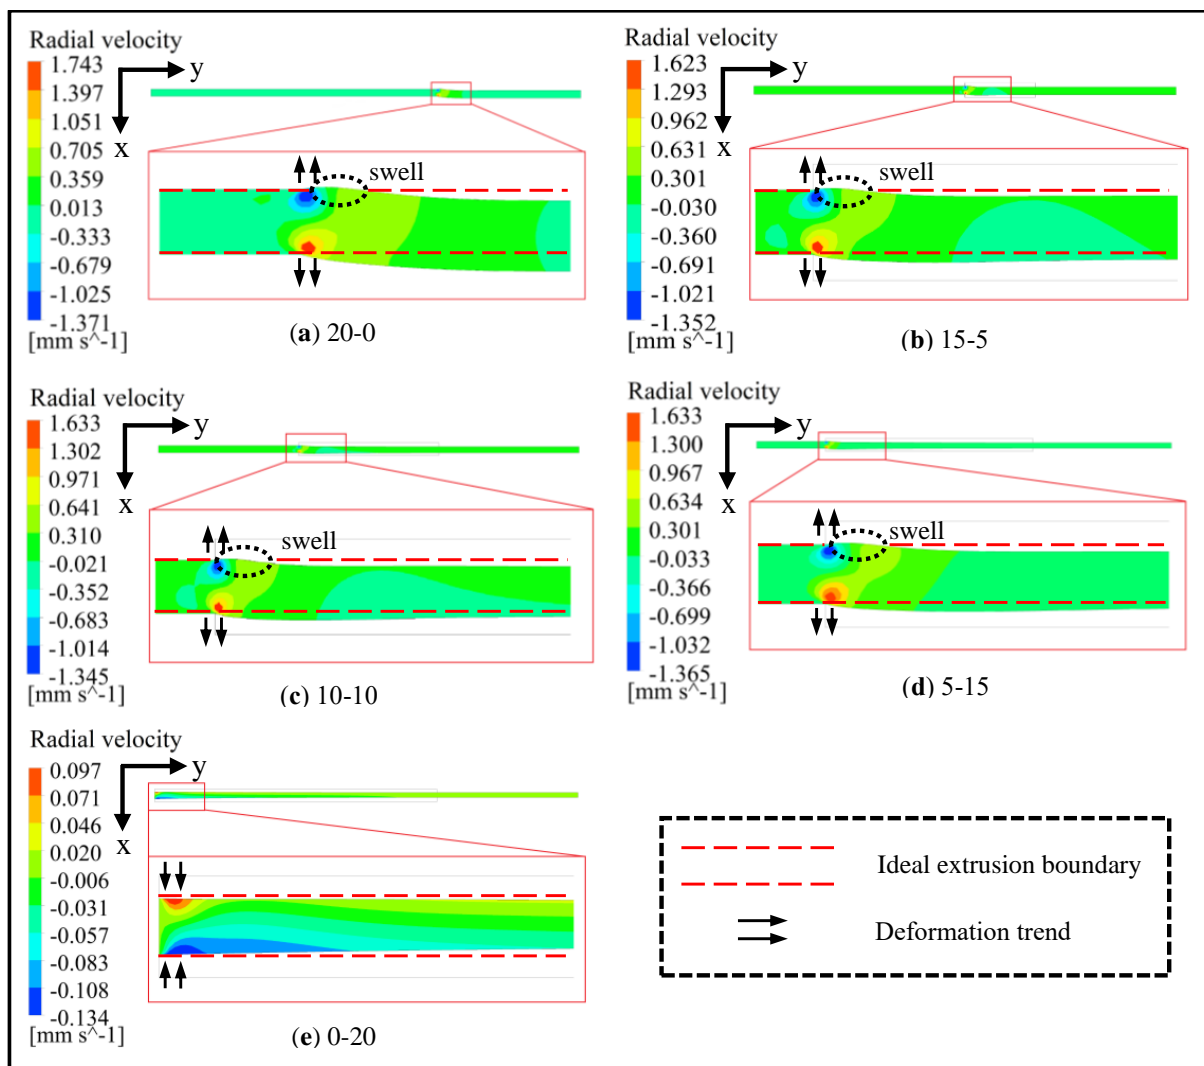 Radial velocity
1.743
1.397
1.051
0.705
0.359
0.013
-0.333
-0.679
-1.025
-1.371
[mm s^-1]
y
x
swell
(a) 20-0
Radial velocity
1.623
1.293
0.962
0.631
0.301
-0.030
-0.360
-0.691
-1.021
-1.352
[mm s^-1]
y
x
swell
(b) 15-5
Radial velocity
1.633
1.302
0.971
0.641
0.310
-0.021
-0.352
-0.683
-1.014
-1.345
[mm s^-1]
y
x
swell
(c) 10-10
Radial velocity
1.633
1.300
0.967
0.634
0.301
-0.033
-0.366
-0.699
-1.032
-1.365
[mm s^-1]
y
x
swell
(d) 5-15
Radial velocity
0.097
0.071
0.046
0.020
-0.006
-0.031
-0.057
-0.083
-0.108
-0.134
[mm s^-1]
y
x
(e) 0-20
Ideal extrusion boundary
Deformation trend